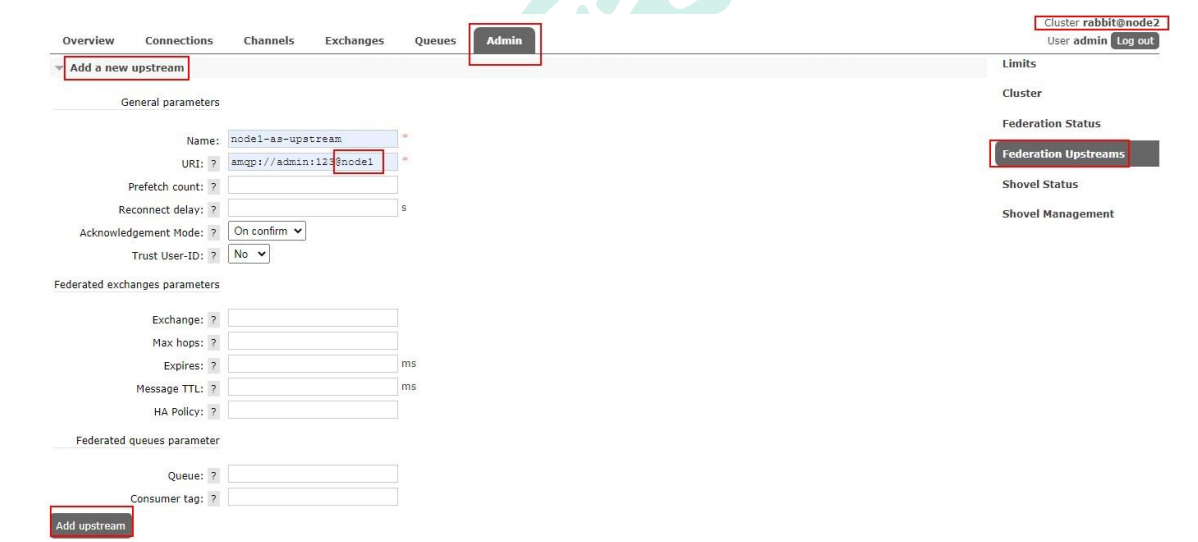 Cluster rabbit@node2
Overview Connections Channels Exchanges Queues Admin User admin Log out
Add a new upstream Limits
General parameters Cluster
Federation Status
Name: node1-as-upstream *
URI: ? amqp://admin:123@node1 * Federation Upstreams
Prefetch count: ? Shovel Status
Reconnect delay: ? s Shovel Management
Acknowledgement Mode: ? On confirm
Trust User-ID: ? No
Federated exchanges parameters
Exchange: ?
Max hops: ?
Expires: ? ms
Message TTL: ? ms
HA Policy: ?
Federated queues parameter
Queue: ?
Consumer tag: ?
Add upstream